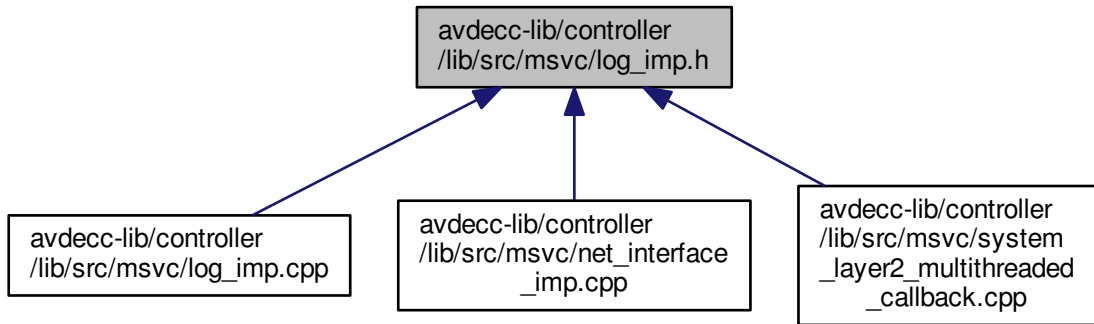 avdecc-lib/controller
/lib/src/msvc/log_imp.h
avdecc-lib/controller
/lib/src/msvc/log_imp.cpp
avdecc-lib/controller
/lib/src/msvc/net_interface
_imp.cpp
avdecc-lib/controller
/lib/src/msvc/system
_layer2_multithreaded
_callback.cpp